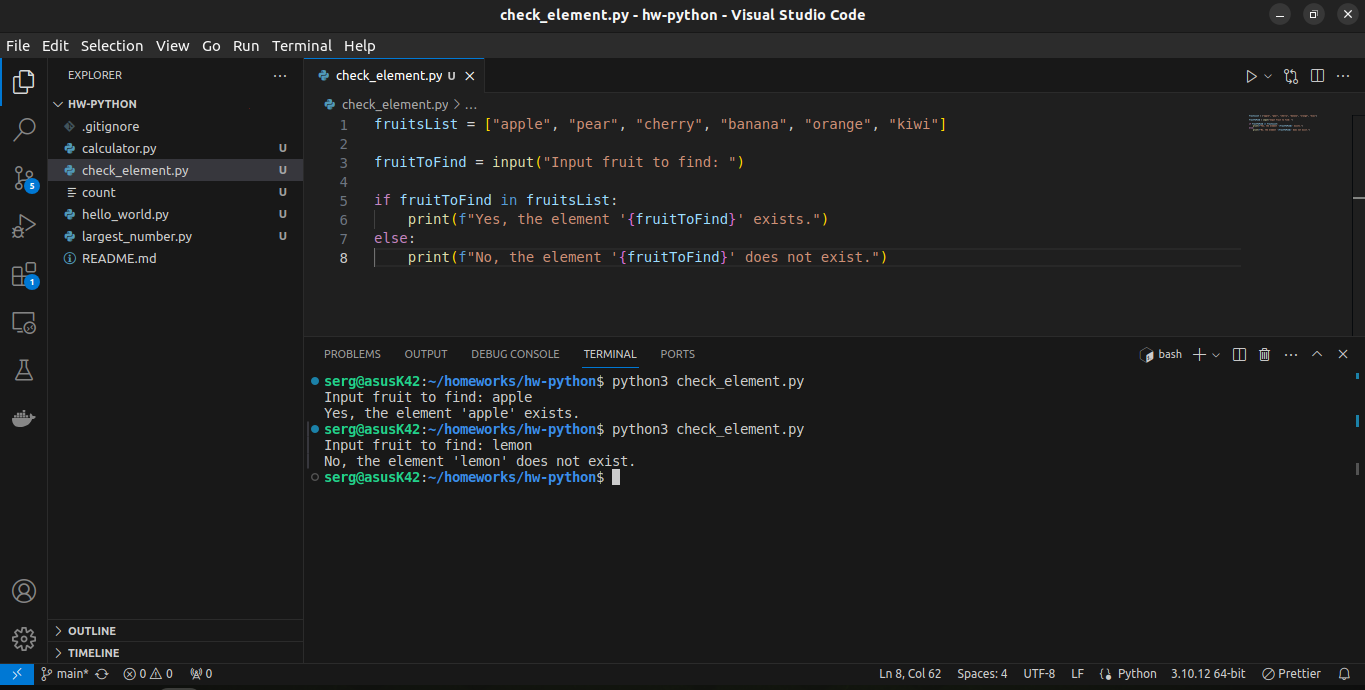 check_element.py - hw-python - Visual Studio Code
File Edit Selection View Go Run Terminal Help
EXPLORER
HW-PYTHON
.gitignore
calculator.py U
check_element.py U
count U
hello_world.py U
largest_number.py U
README.md
OUTLINE
TIMELINE
5
1
check_element.py U
check_element.py > ...
1 fruitsList = ["apple", "pear", "cherry", "banana", "orange", "kiwi"]
2
3 fruitToFind = input("Input fruit to find: ")
4
5 if fruitToFind in fruitsList:
6     print(f"Yes, the element '{fruitToFind}' exists.")
7 else:
8     print(f"No, the element '{fruitToFind}' does not exist.")
PROBLEMS OUTPUT DEBUG CONSOLE TERMINAL PORTS
bash
serg@asusK42:~/homeworks/hw-python$ python3 check_element.py
Input fruit to find: apple
Yes, the element 'apple' exists.
serg@asusK42:~/homeworks/hw-python$ python3 check_element.py
Input fruit to find: lemon
No, the element 'lemon' does not exist.
serg@asusK42:~/homeworks/hw-python$
main* 0 0 0 Ln 8, Col 62 Spaces: 4 UTF-8 LF Python 3.10.12 64-bit Prettier